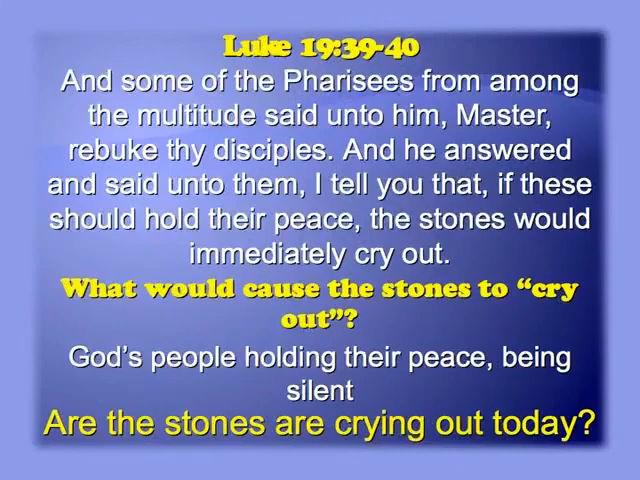 Luke 19:39-40
And some of the Pharisees from among
the multitude said unto him, Master,
rebuke thy disciples. And he answered
and said unto them, I tell you that, if these
should hold their peace, the stones would
immediately cry out.
What would cause the stones to “cry
out”?
God’s people holding their peace, being
silent
Are the stones are crying out today?